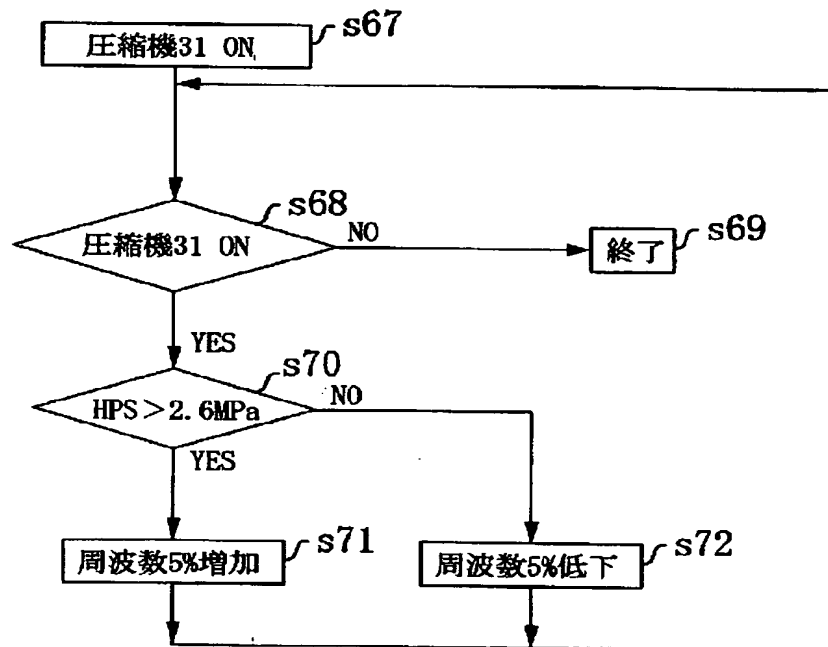 圧縮機31 ON
s67
圧縮機31 ON
s68
NO
終了
s69
YES
HPS＞2.6MPa
s70
NO
YES
周波数5%増加
s71
周波数5%低下
s72